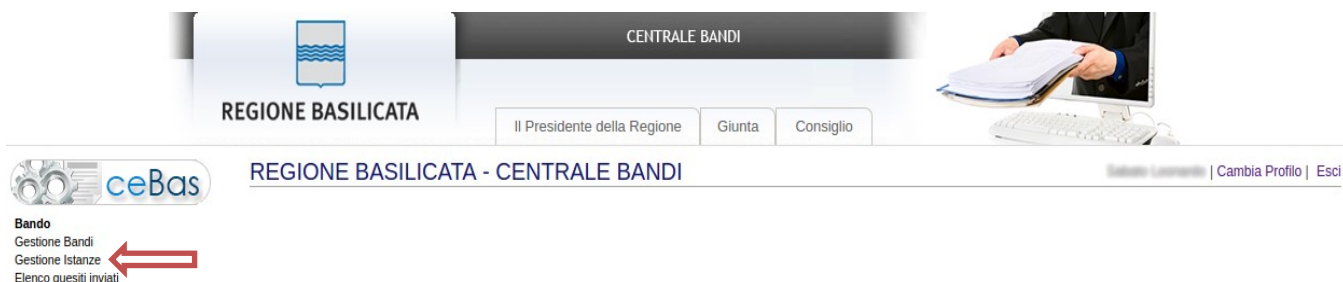 CENTRALE BANDI
REGIONE BASILICATA
Il Presidente della Regione
Giunta
Consiglio
ceBas
REGIONE BASILICATA - CENTRALE BANDI
| Cambia Profilo | Esci
Bando
Gestione Bandi
Gestione Istanze
Elenco quesiti inviati